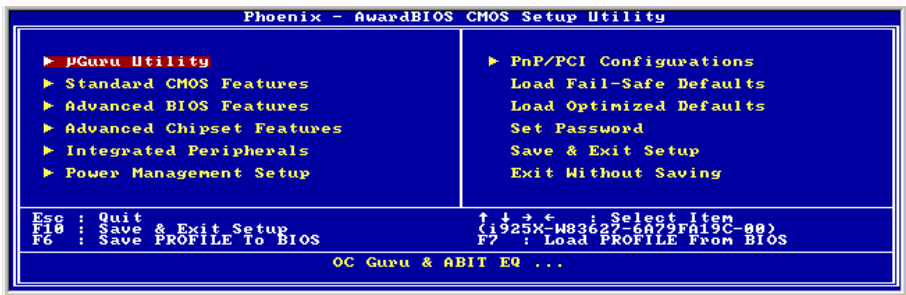 Phoenix - AwardBIOS CMOS Setup Utility
► µGuru Utility
► Standard CMOS Features
► Advanced BIOS Features
► Advanced Chipset Features
► Integrated Peripherals
► Power Management Setup
► PnP/PCI Configurations
Load Fail-Safe Defaults
Load Optimized Defaults
Set Password
Save & Exit Setup
Exit Without Saving
Esc : Quit
F10 : Save & Exit Setup
F6 : Save PROFILE To BIOS
↑ ↓ → ← : Select Item
(i925X-W83627-6A79FA19C-00)
F7 : Load PROFILE From BIOS
OC Guru & ABIT EQ ...